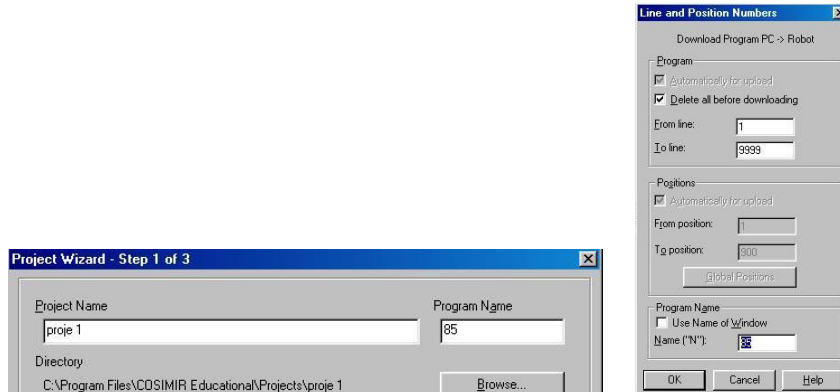 Line and Position Numbers
Download Program PC -> Robot
Program
Automatically for upload
Delete all before downloading
From line: 1
To line: 9999
Positions
Automatically for upload
From position: 1
To position: 900
Global Positions
Program Name
Use Name of Window
Name ("N"): 85
OK Cancel Help
Project Wizard - Step 1 of 3
Project Name Program Name
proje 1 85
Directory
C:\Program Files\COSIMIR Educational\Projects\proje 1 Browse...